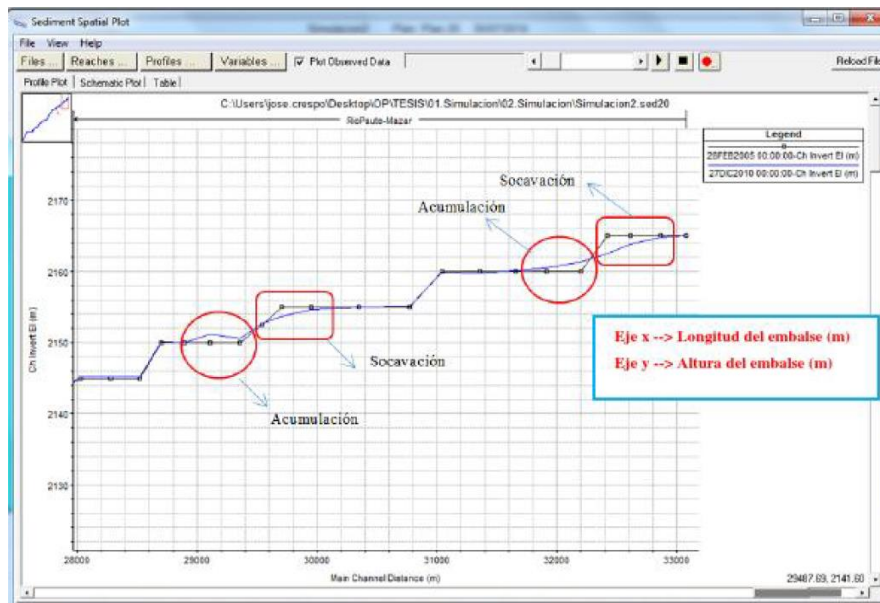 Sediment Spatial Plot
File View Help
Files ... Reaches ... Profiles ... Variables ... Plot Observed Data Reload File
Profile Plot Schematic Plot Table
C:\Users\jose.crespo\Desktop\OP\TESIS\01.Simulacion\02.Simulacion\Simulacion2.sed20
RioPaute-Mazar
Legend
28FEB2005 00:00:00-Ch Invert El (m)
27DIC2010 00:00:00-Ch Invert El (m)
Socavación
Acumulación
2170
2160
2150
2140
2130
Ch Invert El (m)
Eje x --> Longitud del embalse (m)
Eje y --> Altura del embalse (m)
Socavación
Acumulación
28000 29000 30000 31000 32000 33000
Main Channel Distance (m)
29487.69, 2141.60